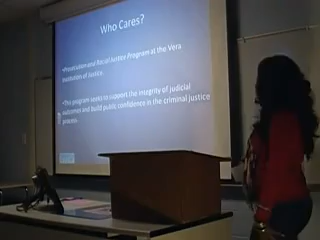 Who Cares?
•Prosecution and Racial Justice Program at the Vera
Institution of Justice.
•This program seeks to support the integrity of judicial
outcomes and build public confidence in the criminal justice
process.